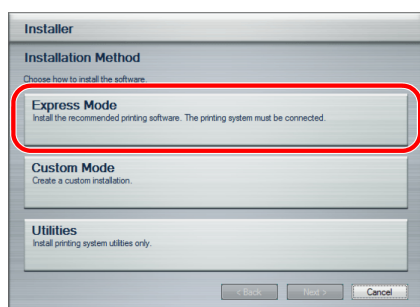 Installer
Installation Method
Choose how to install the software.
Express Mode
Install the recommended printing software. The printing system must be connected.
Custom Mode
Create a custom installation.
Utilities
Install printing system utilities only.
< Back Next > Cancel